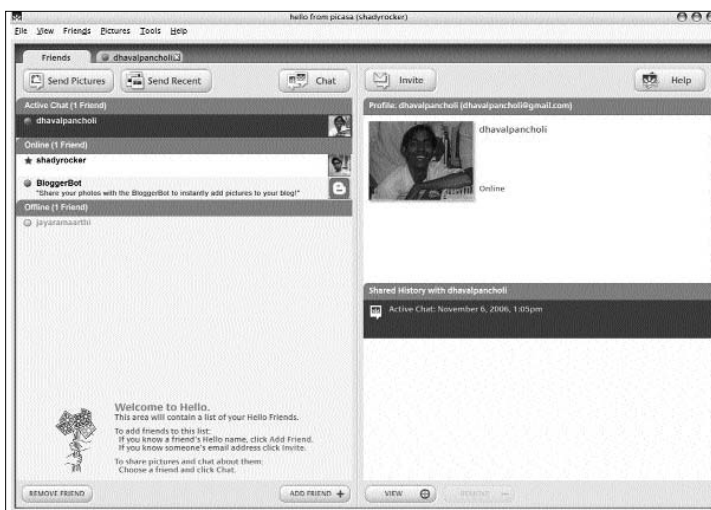 hello from picasa (shadyrocker)
File View Friends Pictures Tools Help
Friends dhavalpancholi
Send Pictures Send Recent Chat Invite Help
Active Chat (1 Friend)
dhavalpancholi
Online (1 Friend)
shadyrocker
BloggerBot
"Share your photos with the BloggerBot to instantly add pictures to your blog!"
Offline (1 Friend)
jayaramaarthi
Welcome to Hello.
This area will contain a list of your Hello Friends.
To add friends to this list:
If you know a friend's Hello name, click Add Friend.
If you know someone's email address click Invite.
To share pictures and chat about them:
Choose a friend and click Chat.
REMOVE FRIEND ADD FRIEND
Profile: dhavalpancholi (dhavalpancholi@gmail.com)
dhavalpancholi
Online
Shared History with dhavalpancholi
Active Chat: November 6, 2006, 1:05pm
VIEW